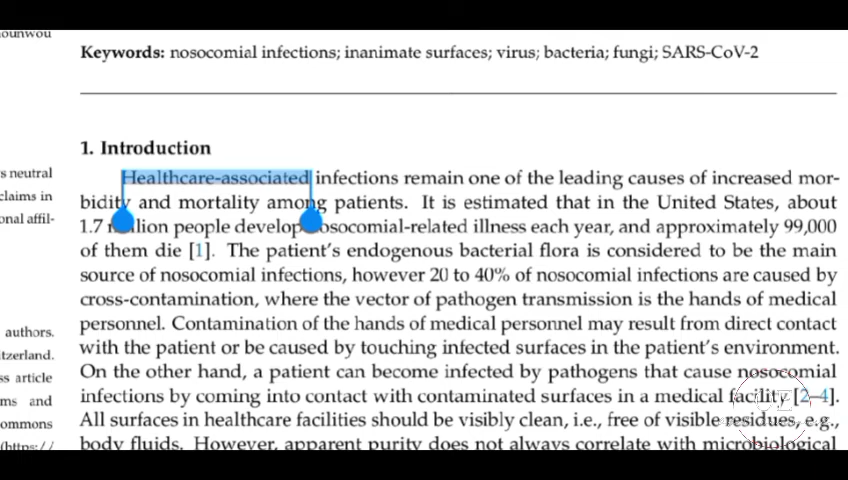 Keywords: nosocomial infections; inanimate surfaces; virus; bacteria; fungi; SARS-CoV-2
1. Introduction
s neutral
claims in
onal affil-
Healthcare-associated infections remain one of the leading causes of increased mor-
bidity and mortality among patients. It is estimated that in the United States, about
1.7 million people develop nosocomial-related illness each year, and approximately 99,000
of them die [1]. The patient's endogenous bacterial flora is considered to be the main
source of nosocomial infections, however 20 to 40% of nosocomial infections are caused by
cross-contamination, where the vector of pathogen transmission is the hands of medical
personnel. Contamination of the hands of medical personnel may result from direct contact
with the patient or be caused by touching infected surfaces in the patient's environment.
On the other hand, a patient can become infected by pathogens that cause nosocomial
infections by coming into contact with contaminated surfaces in a medical facility [2–4].
All surfaces in healthcare facilities should be visibly clean, i.e., free of visible residues, e.g.,
body fluids. However, apparent purity does not always correlate with microbiological
authors.
itzerland.
ss article
ms and
ommons
(https://